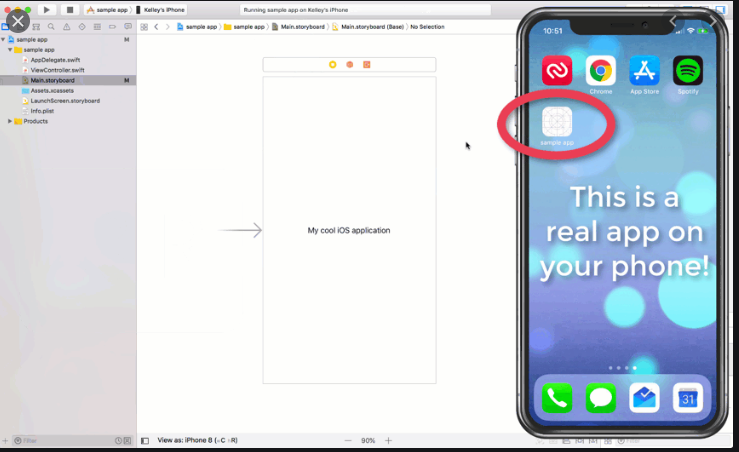 sample app
Kelley's iPhone
Running sample app on Kelley's iPhone
sample app
M
sample app
AppDelegate.swift
ViewController.swift
Main.storyboard
M
Assets.xcassets
LaunchScreen.storyboard
Info.plist
Products
sample app
sample app
Main.storyboard
Main.storyboard (Base)
No Selection
My cool iOS application
10:51
Chrome
App Store
Spotify
sample app
This is a
real app on
your phone!
31
Filter
View as: iPhone 8 (
C
R)
90%
Filter